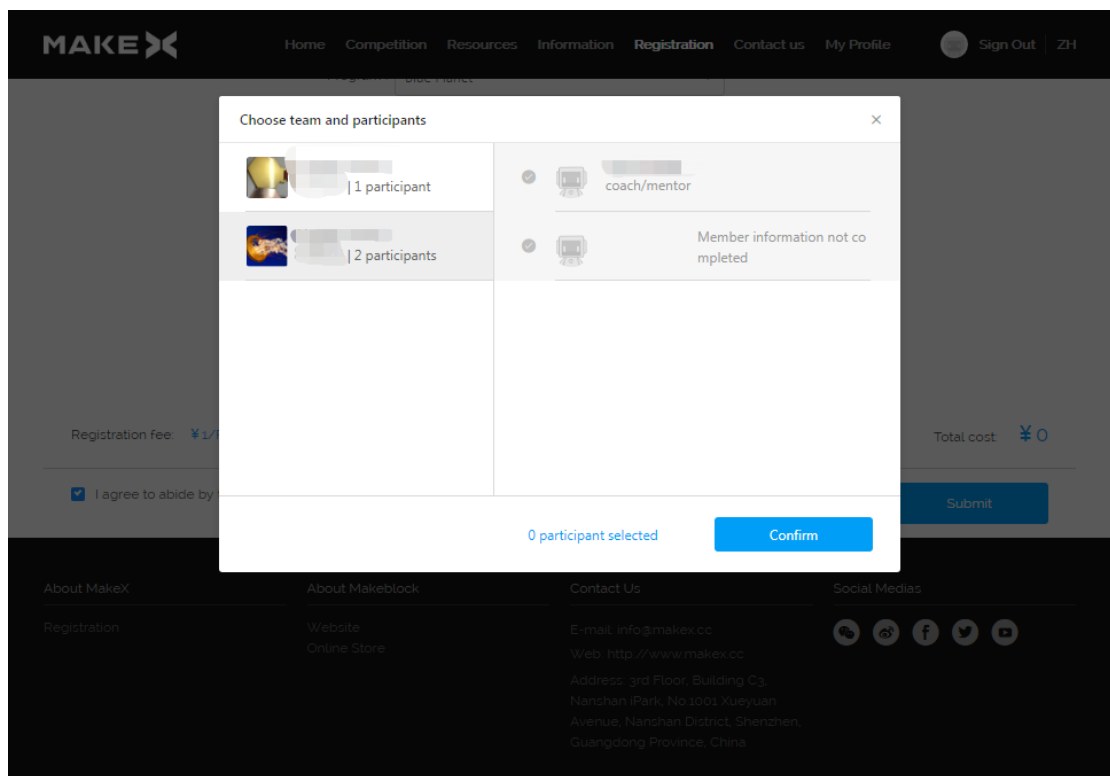 MAKEX
Home Competition Resources Information Registration Contact us My Profile Sign Out ZH
Blue Planet
Choose team and participants
| 1 participant
coach/mentor
| 2 participants
Member information not co
mpleted
Registration fee: ¥1/
Total cost: ¥0
I agree to abide by
Submit
0 participant selected
Confirm
About MakeX
About Makeblock
Contact Us
Social Medias
Registration
Website
Online Store
E-mail: info@makex.cc
Web: http://www.makex.cc
Address: 3rd Floor, Building C3,
Nanshan iPark, No.1001 Xueyuan
Avenue, Nanshan District, Shenzhen,
Guangdong Province, China